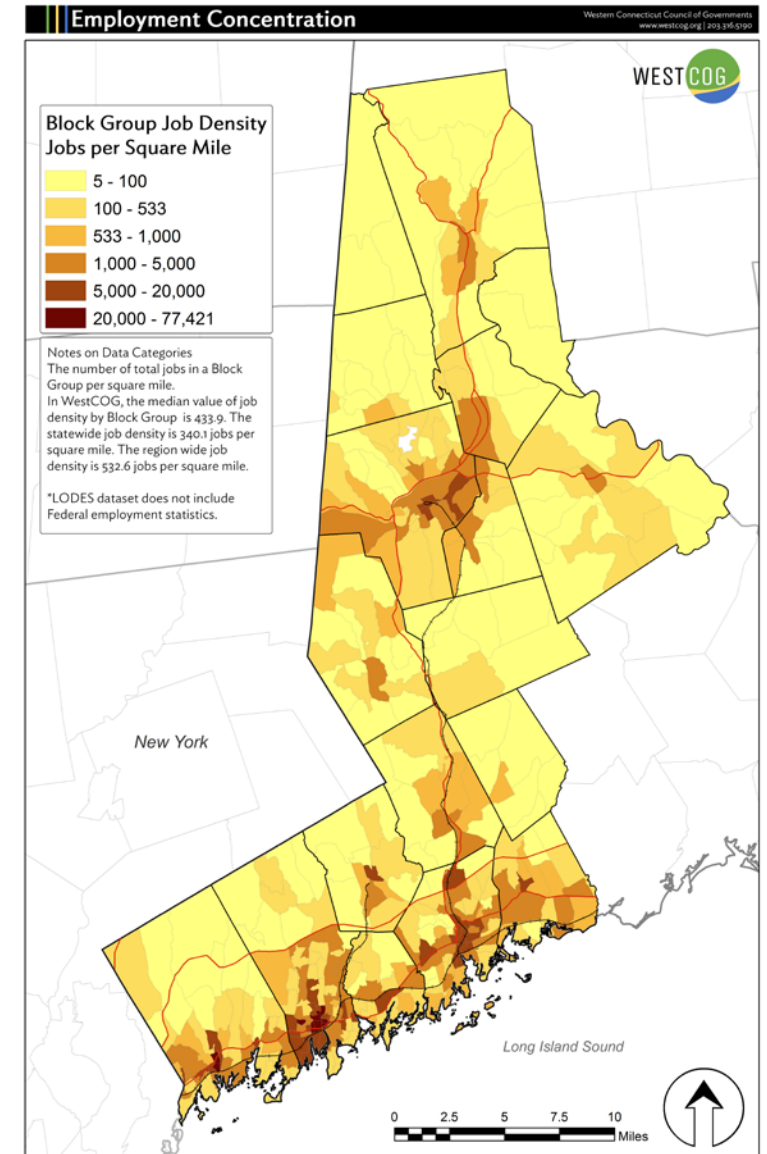 Employment Concentration
Western Connecticut Council of Governments
www.westcog.org | 203.316.5190
WESTCOG
Block Group Job Density
Jobs per Square Mile
5 - 100
100 - 533
533 - 1,000
1,000 - 5,000
5,000 - 20,000
20,000 - 77,421
Notes on Data Categories
The number of total jobs in a Block
Group per square mile.
In WestCOG, the median value of job
density by Block Group is 433.9. The
statewide job density is 340.1 jobs per
square mile. The region wide job
density is 532.6 jobs per square mile.
*LODES dataset does not include
Federal employment statistics.
New York
Long Island Sound
0 2.5 5 7.5 10
Miles